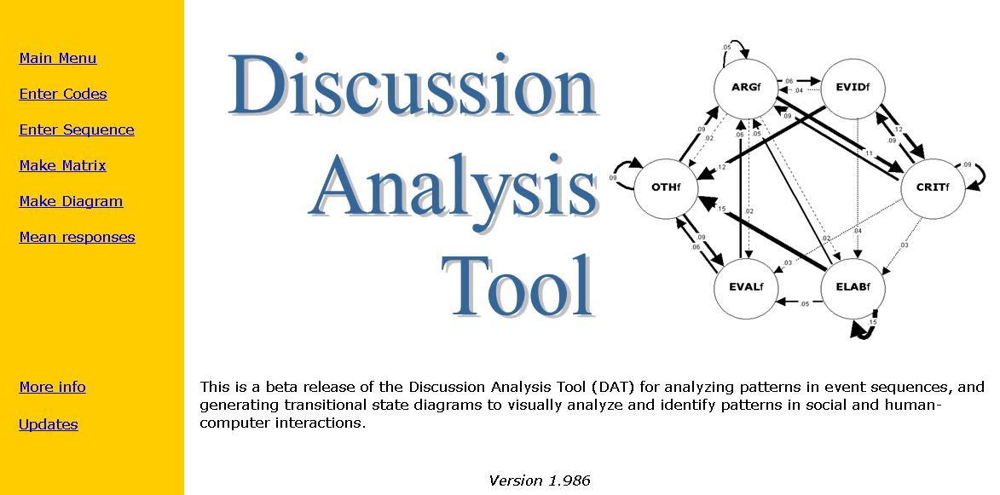 Main Menu
Enter Codes
Enter Sequence
Make Matrix
Make Diagram
Mean responses
More info
Updates
Discussion
Analysis
Tool
.05
ARGf
.06
.04
EVIDf
.09
.02
.06
.05
.09
.12
.09
.11
.12
OTHf
.09
CRITf
.09
.15
.02
.04
.02
.03
.03
.09
.06
EVALf
.05
ELABf
.15
This is a beta release of the Discussion Analysis Tool (DAT) for analyzing patterns in event sequences, and
generating transitional state diagrams to visually analyze and identify patterns in social and human-
computer interactions.
Version 1.986